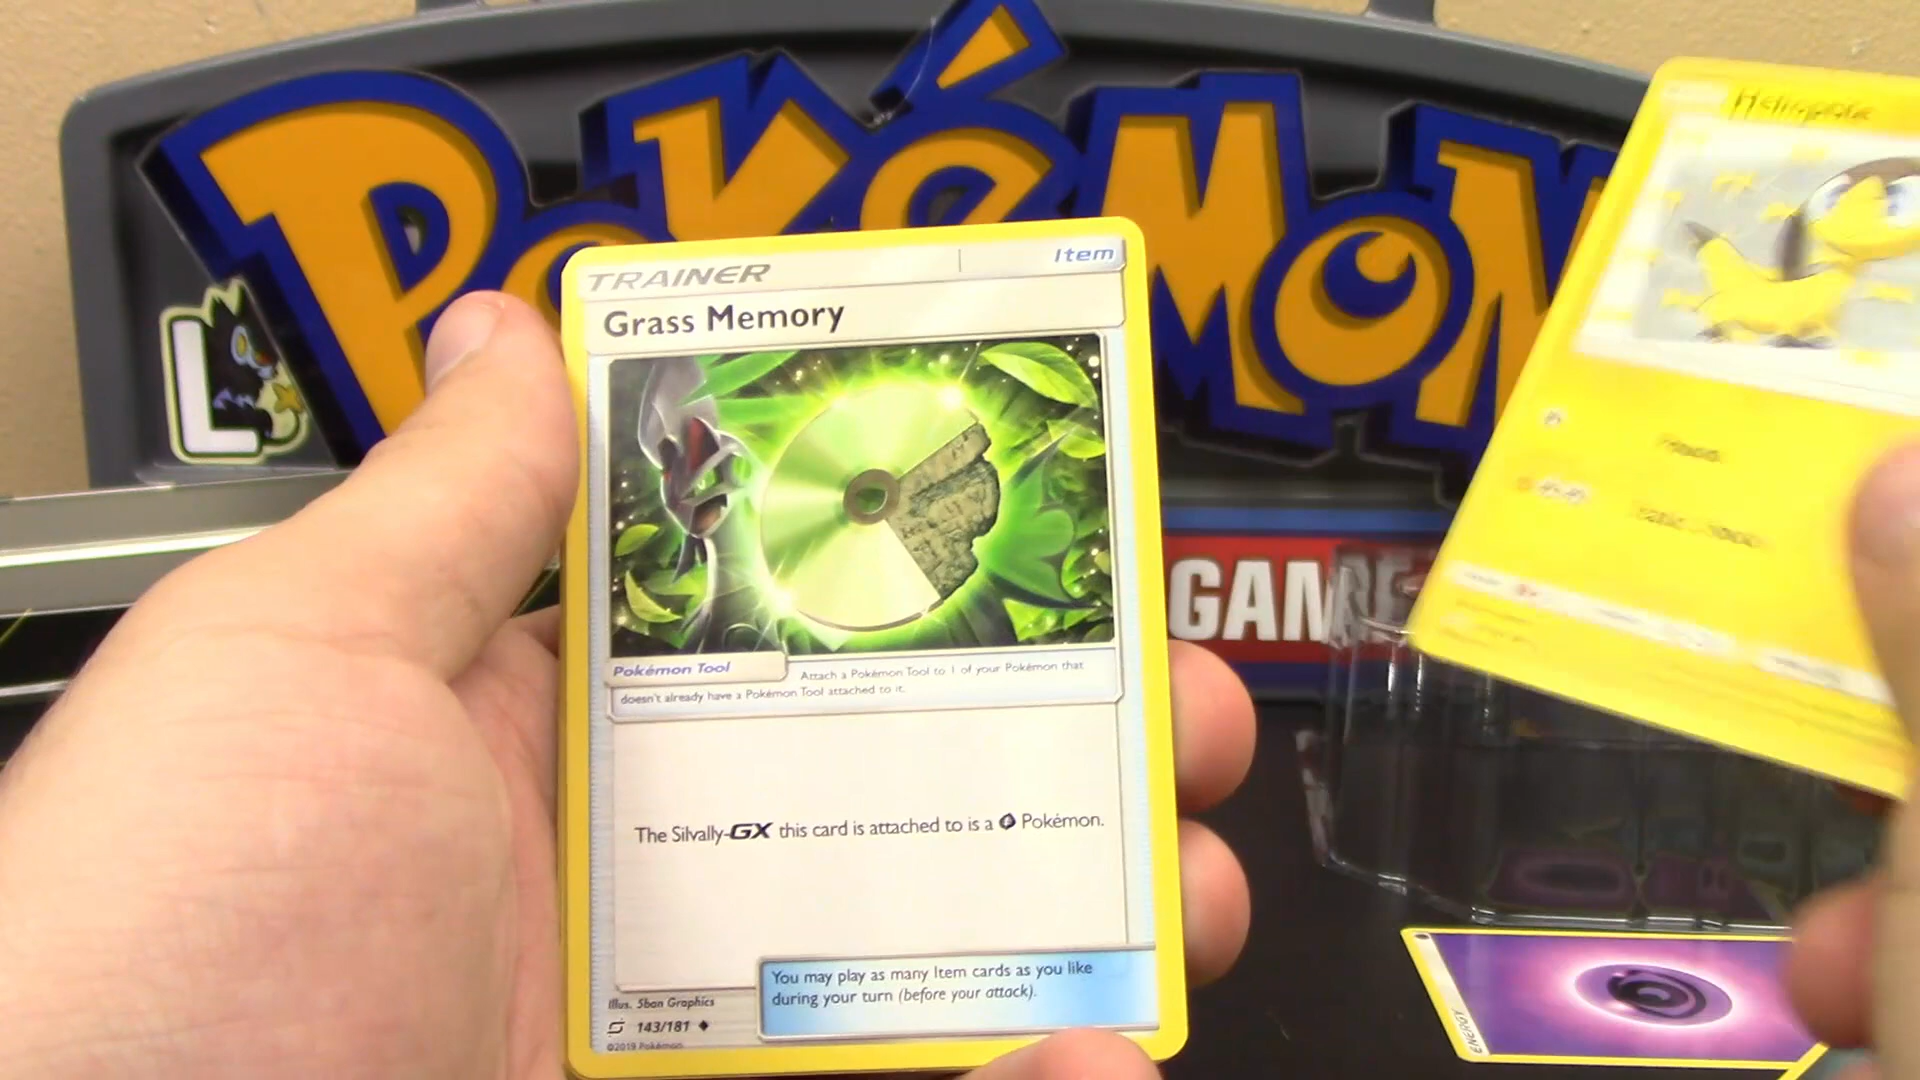 POKÉMON
GAME
L
TRAINER
Item
Grass Memory
Pokémon Tool
Attach a Pokémon Tool to 1 of your Pokémon that
doesn't already have a Pokémon Tool attached to it.
The Silvally-GX this card is attached to is a Pokémon.
You may play as many Item cards as you like
during your turn (before your attack).
Illus. 5ban Graphics
143/181
©2019 Pokémon
Helioptile
ENERGY